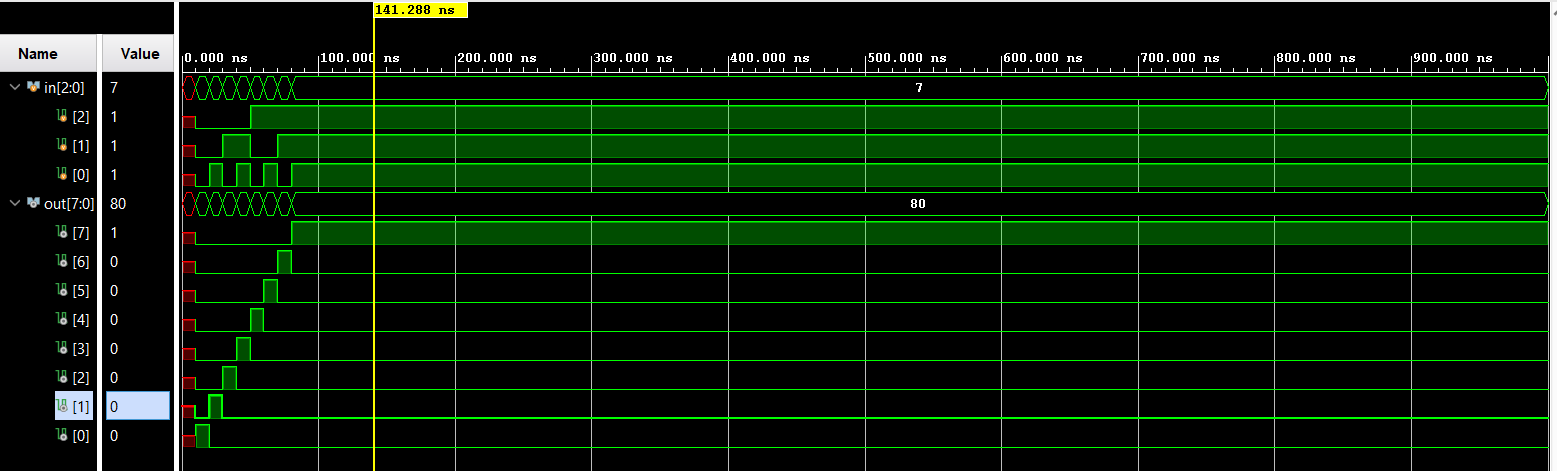 141.288 ns
Name Value
0.000 ns 100.000 ns 200.000 ns 300.000 ns 400.000 ns 500.000 ns 600.000 ns 700.000 ns 800.000 ns 900.000 ns
in[2:0] 7 7
[2] 1
[1] 1
[0] 1
out[7:0] 80 80
[7] 1
[6] 0
[5] 0
[4] 0
[3] 0
[2] 0
[1] 0
[0] 0